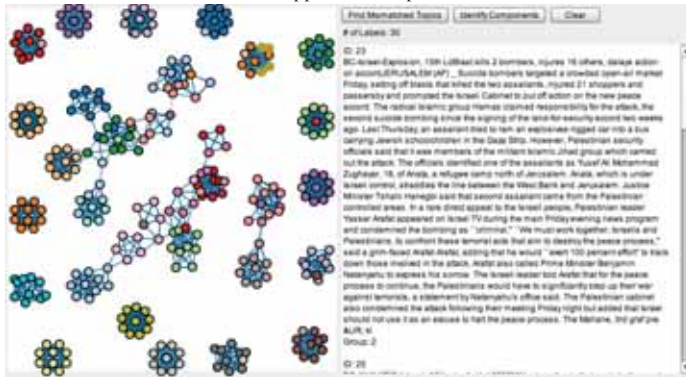 Find Mismatched Topics Identify Components Clear
# of Labels: 30
ID: 23
BC-Israel-Explosion, 15th LdBlast kills 2 bombers, injures 16 others, delays action
on accordJERUSALEM (AP) _ Suicide bombers targeted a crowded open-air market
Friday, setting off blasts that killed the two assailants, injured 21 shoppers and
passersby and prompted the Israeli Cabinet to put off action on the new peace
accord. The radical Islamic group Hamas claimed responsibility for the attack, the
second suicide bombing since the signing of the land-for-security accord two weeks
ago. Last Thursday, an assailant tried to ram an explosives-rigged car into a bus
carrying Jewish schoolchildren in the Gaza Strip. However, Palestinian security
officials said that it was members of the militant Islamic Jihad group which carried
out the attack. The officials identified one of the assailants as Yusef Ali Mohammed
Zughayer, 18, of Anata, a refugee camp north of Jerusalem. Anata, which is under
Israeli control, straddles the line between the West Bank and Jerusalem. Justice
Minister Tsahi Hanegbi said that second assailant came from the Palestinian
controlled areas. In a rare direct appeal to the Israeli people, Palestinian leader
Yasser Arafat appeared on Israel TV during the main Friday evening news program
and condemned the bombing as ``criminal.'' ``We must work together, Israelis and
Palestinians, to confront these terrorist acts that aim to destroy the peace process,''
said a grim-faced Arafat. Arafat, adding that he would ``exert 100 percent effort'' to track
down those involved in the attack. Arafat also called Prime Minister Benjamin
Netanyahu to express his sorrow. The Israeli leader told Arafat that for the peace
process to continue, the Palestinians would have to significantly step up their war
against terrorists, a statement by Netanyahu's office said. The Palestinian cabinet
also condemned the attack following their meeting Friday night but added that Israel
should not use it as an excuse to halt the peace process. The Mahane, 3rd graf pvs
Group: 2
ID: 25